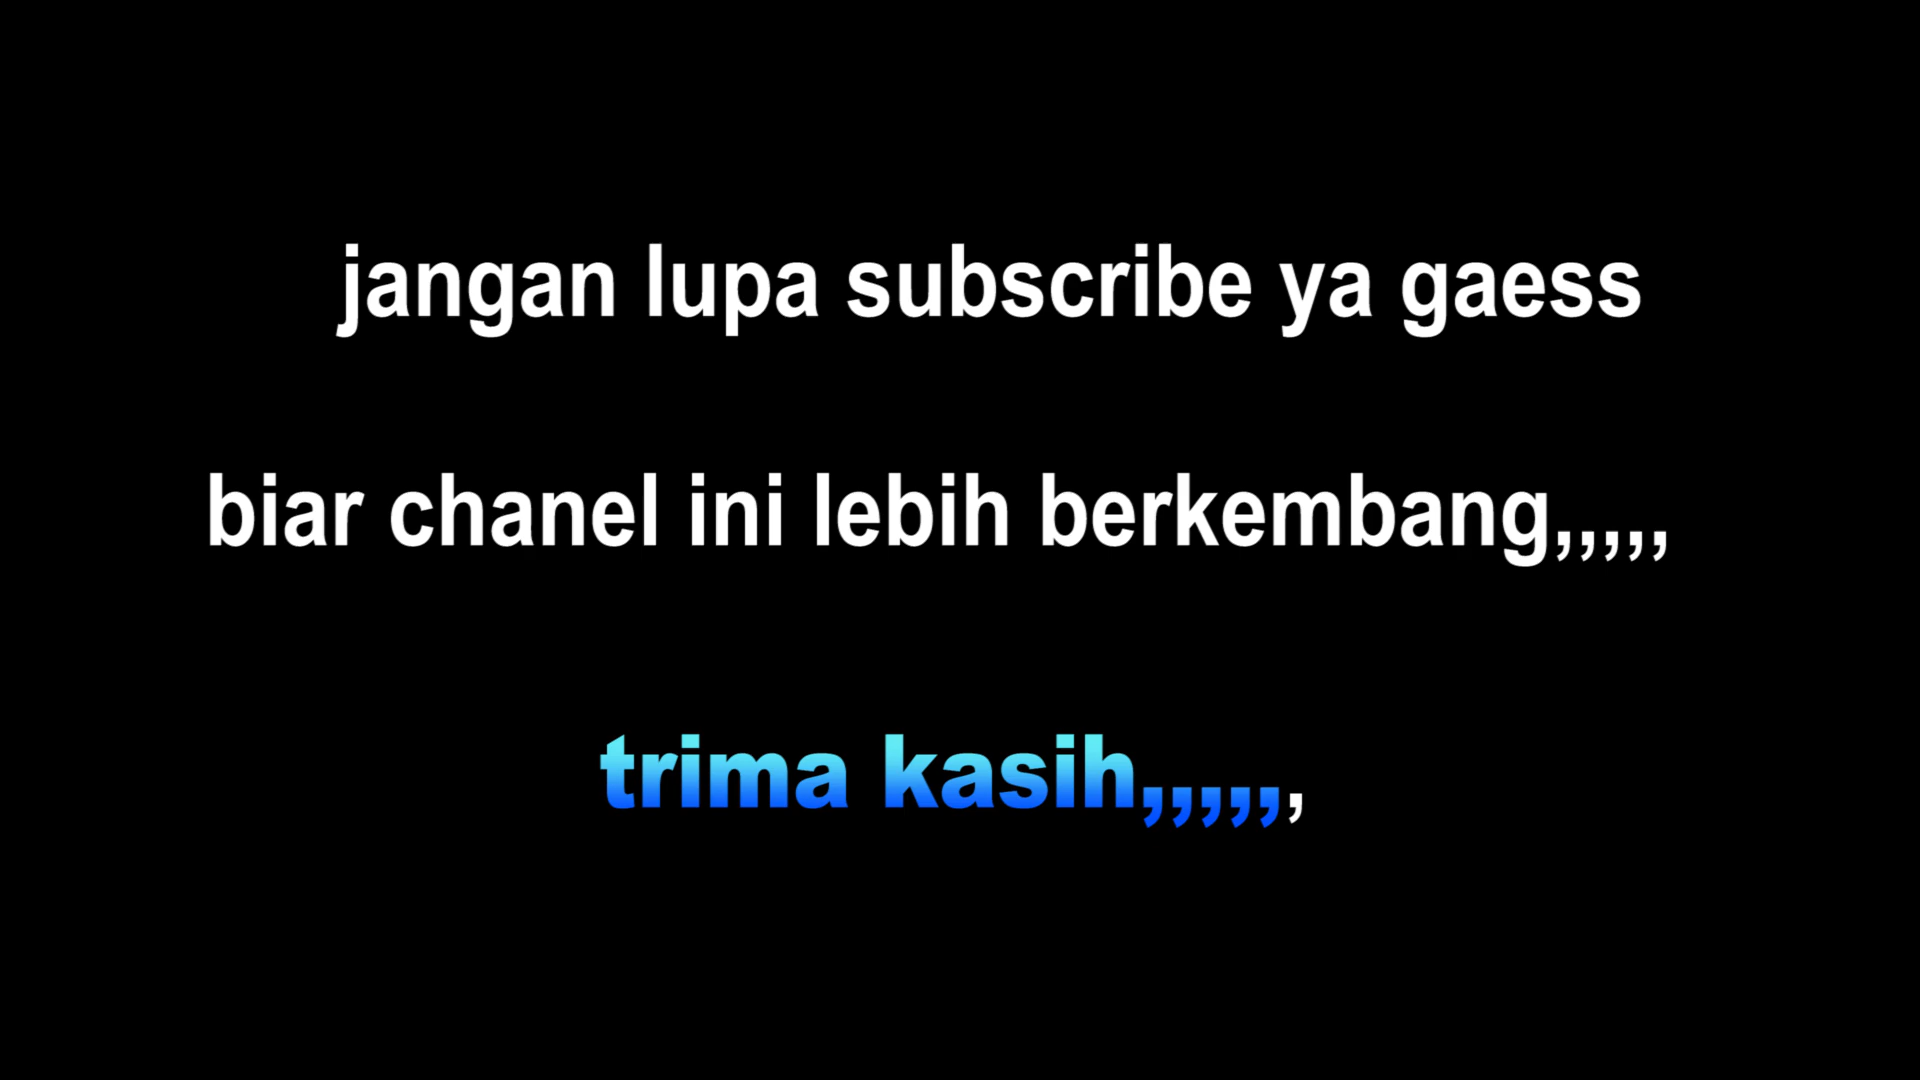 jangan lupa subscribe ya gaess
biar chanel ini lebih berkembang,,,,,
trima kasih,,,,,,